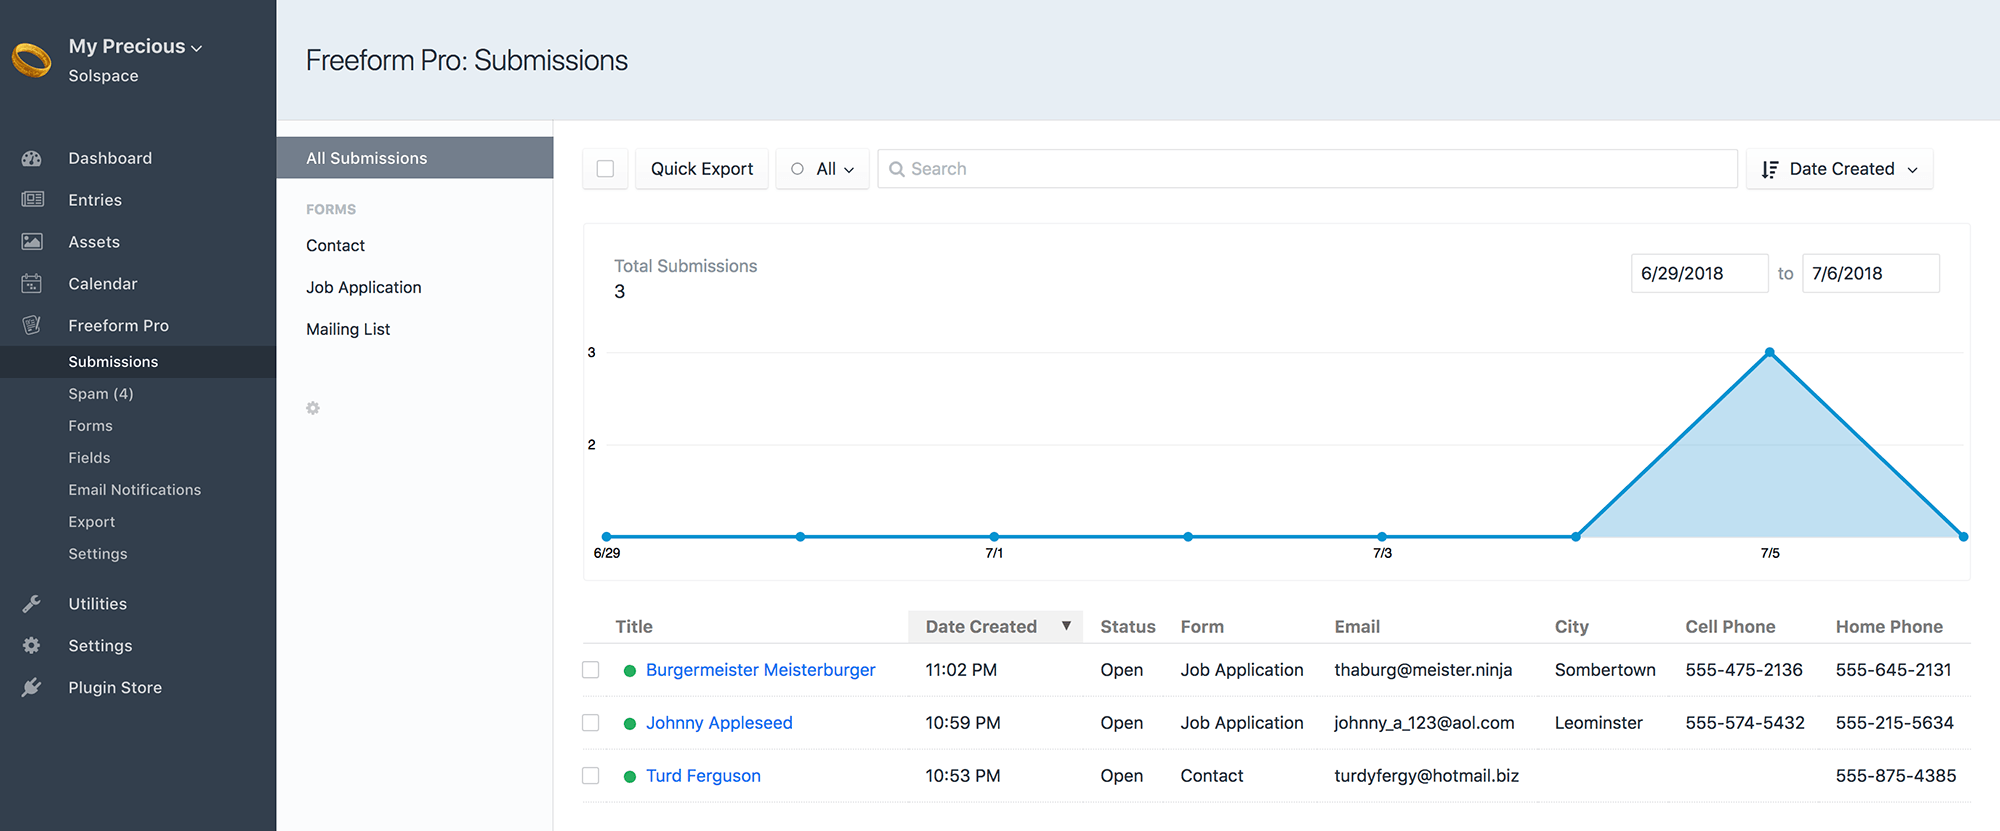 My Precious
Solspace
Dashboard
Entries
Assets
Calendar
Freeform Pro
Submissions
Spam (4)
Forms
Fields
Email Notifications
Export
Settings
Utilities
Settings
Plugin Store
Freeform Pro: Submissions
All Submissions
FORMS
Contact
Job Application
Mailing List
Quick Export All Search Date Created
Total Submissions
3
6/29/2018 to 7/6/2018
3
2
6/29 7/1 7/3 7/5
Title Date Created ▼ Status Form Email City Cell Phone Home Phone
Burgermeister Meisterburger 11:02 PM Open Job Application thaburg@meister.ninja Sombertown 555-475-2136 555-645-2131
Johnny Appleseed 10:59 PM Open Job Application johnny_a_123@aol.com Leominster 555-574-5432 555-215-5634
Turd Ferguson 10:53 PM Open Contact turdyfergy@hotmail.biz 555-875-4385